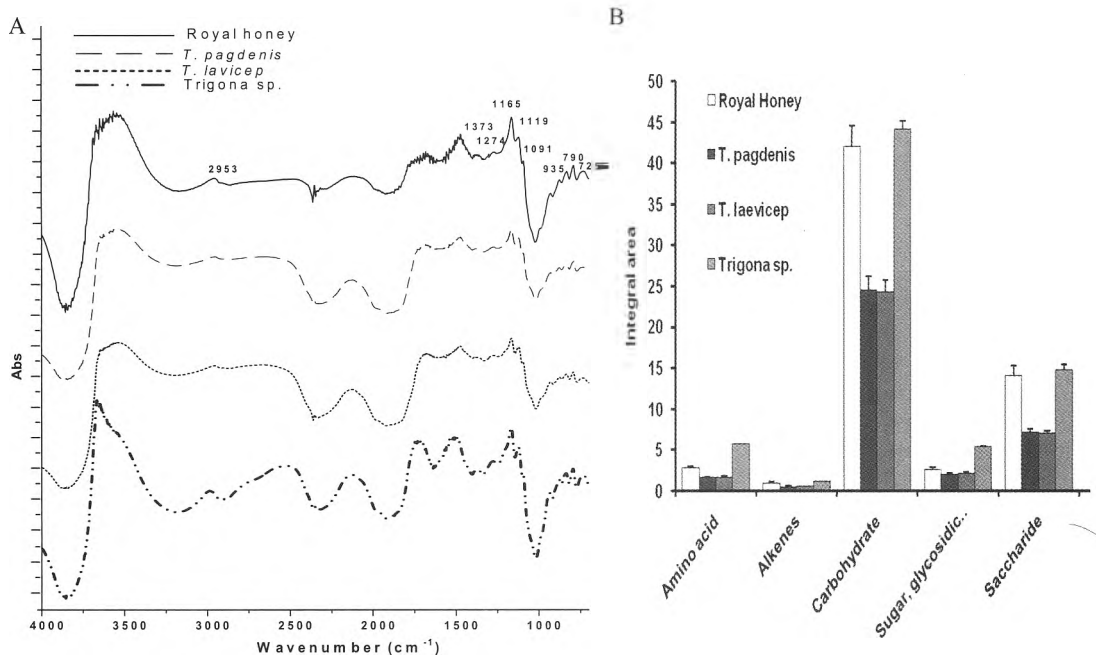 A
Royal honey
T. pagdenis
T. lavicep
Trigona sp.
1165
1373
1119
1274
1091
2953
935
790
725
Abs
4000 3500 3000 2500 2000 1500 1000
Wavenumber (cm-1)
B
50
45
40
35
30
25
20
15
10
5
0
Integral area
Royal Honey
T. pagdenis
T. laevicep
Trigona sp.
Amino acid
Alkenes
Carbohydrate
Sugar, glycosidic..
Saccharide